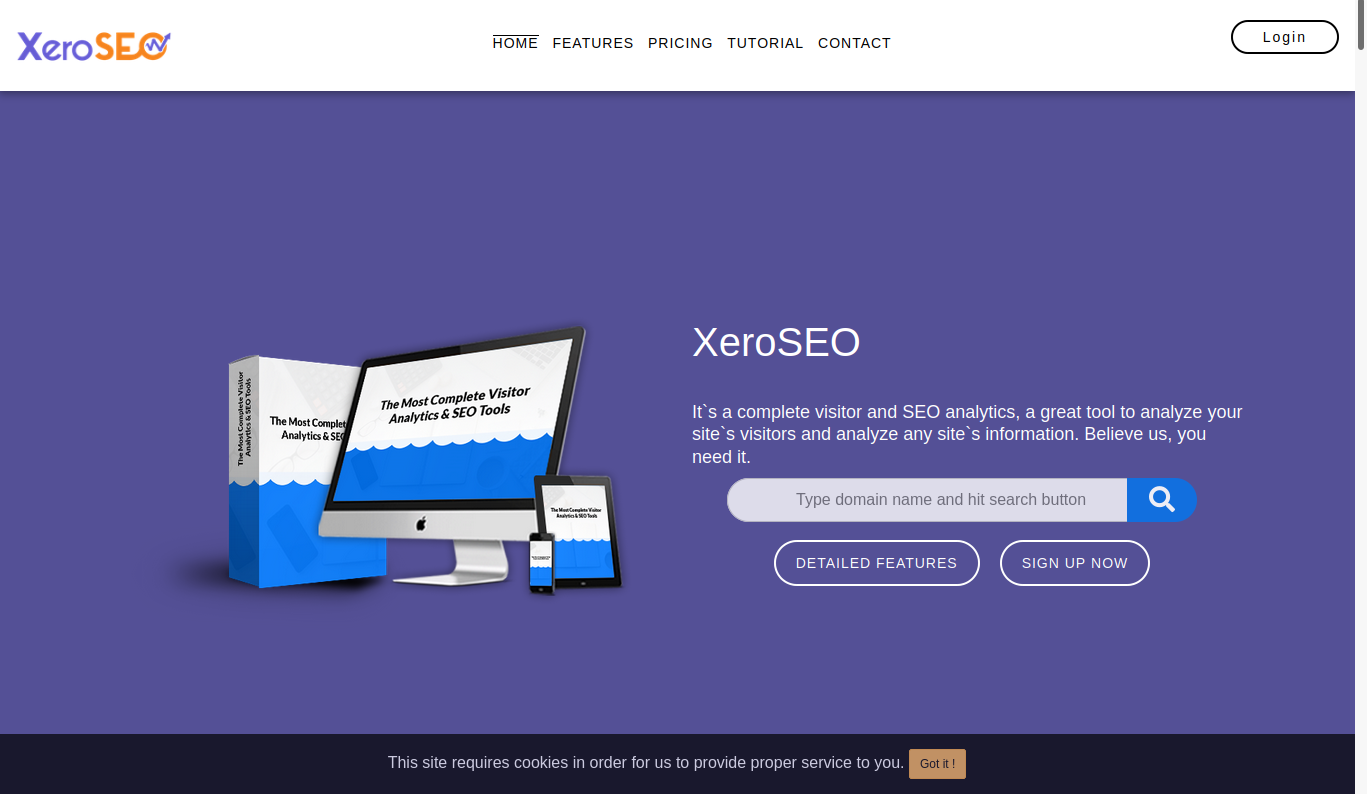 XeroSEO
HOME FEATURES PRICING TUTORIAL CONTACT
Login
The Most Complete Visitor
Analytics & SEO Tools
The Most Complet
Analytics & SEO
The Most Complete Visitor
Analytics & SEO Tools
The Most Complete Visitor
Analytics & SEO Tools
XeroSEO
It`s a complete visitor and SEO analytics, a great tool to analyze your
site`s visitors and analyze any site`s information. Believe us, you
need it.
Type domain name and hit search button
DETAILED FEATURES
SIGN UP NOW
This site requires cookies in order for us to provide proper service to you. Got it !